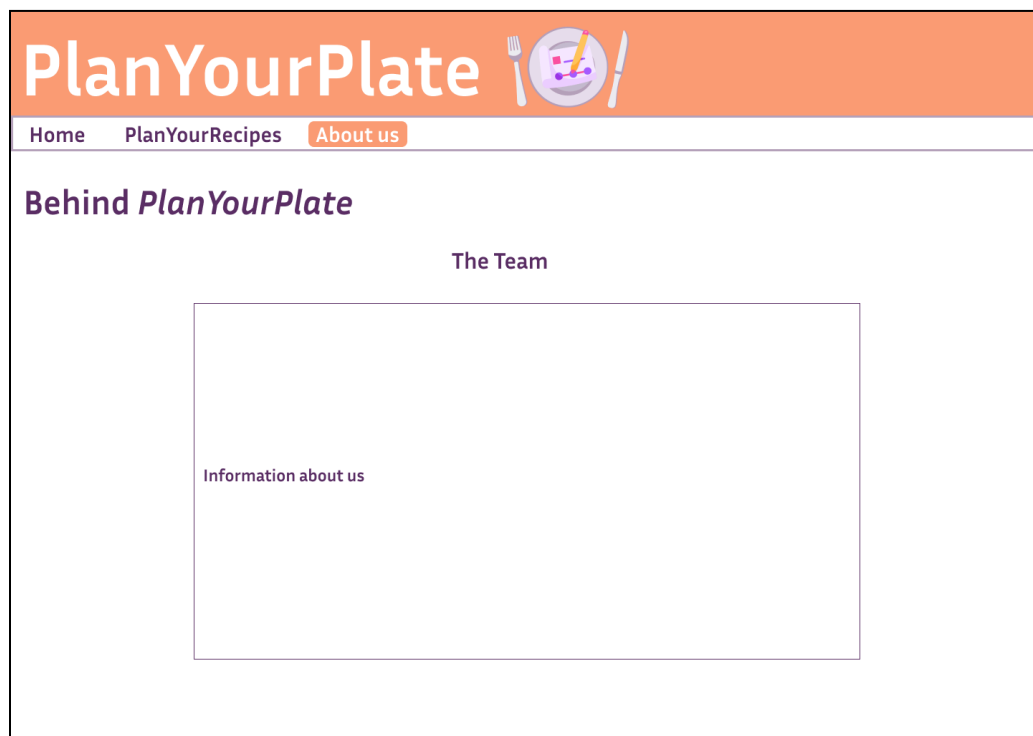 PlanYourPlate
Home PlanYourRecipes About us
Behind PlanYourPlate
The Team
Information about us